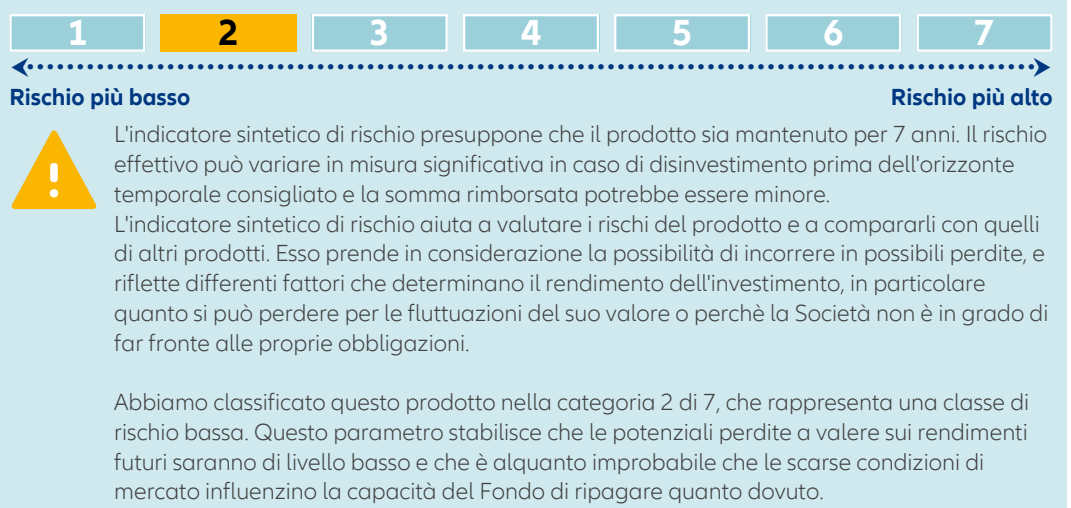 1 2 3 4 5 6 7
Rischio più basso Rischio più alto
L'indicatore sintetico di rischio presuppone che il prodotto sia mantenuto per 7 anni. Il rischio
effettivo può variare in misura significativa in caso di disinvestimento prima dell'orizzonte
temporale consigliato e la somma rimborsata potrebbe essere minore.
L'indicatore sintetico di rischio aiuta a valutare i rischi del prodotto e a compararli con quelli
di altri prodotti. Esso prende in considerazione la possibilità di incorrere in possibili perdite, e
riflette differenti fattori che determinano il rendimento dell'investimento, in particolare
quanto si può perdere per le fluttuazioni del suo valore o perchè la Società non è in grado di
far fronte alle proprie obbligazioni.
Abbiamo classificato questo prodotto nella categoria 2 di 7, che rappresenta una classe di
rischio bassa. Questo parametro stabilisce che le potenziali perdite a valere sui rendimenti
futuri saranno di livello basso e che è alquanto improbabile che le scarse condizioni di
mercato influenzino la capacità del Fondo di ripagare quanto dovuto.